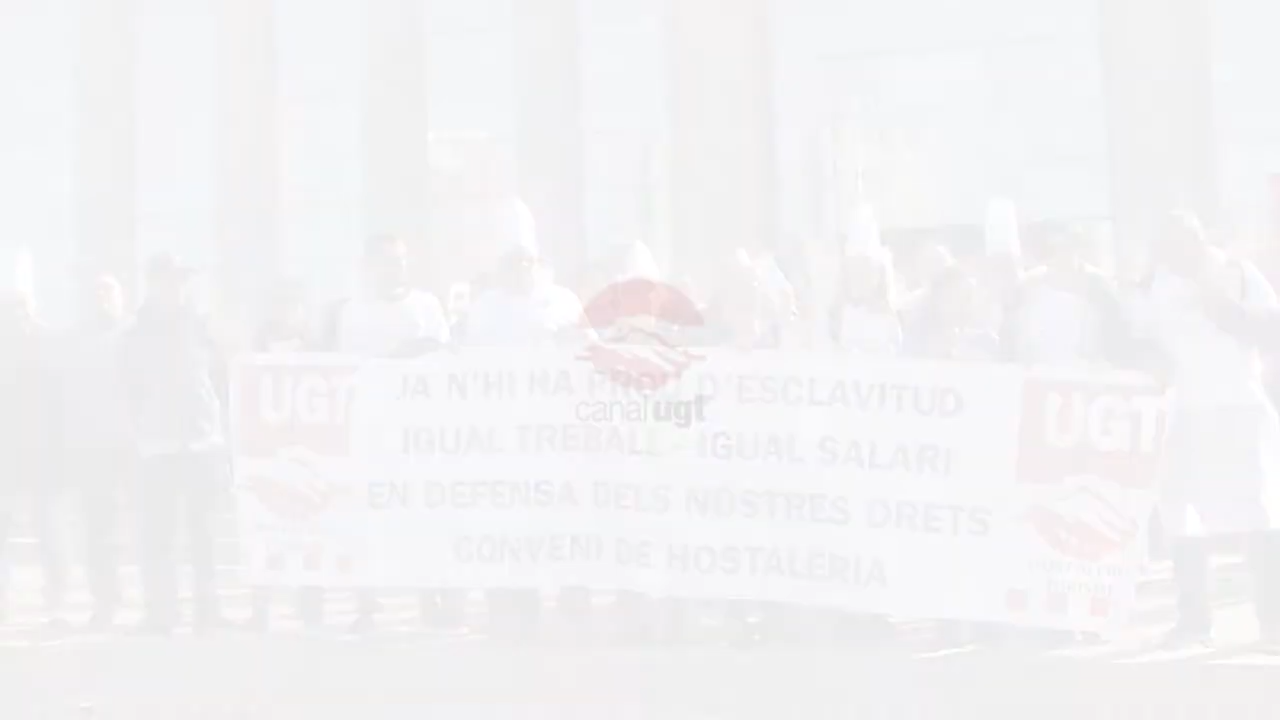 UGT
JA N'HI HA PROU D'ESCLAVITUD
IGUAL TREBALL - IGUAL SALARI
EN DEFENSA DELS NOSTRES DRETS
CONVENI DE HOSTALERIA
UGT
canalugt